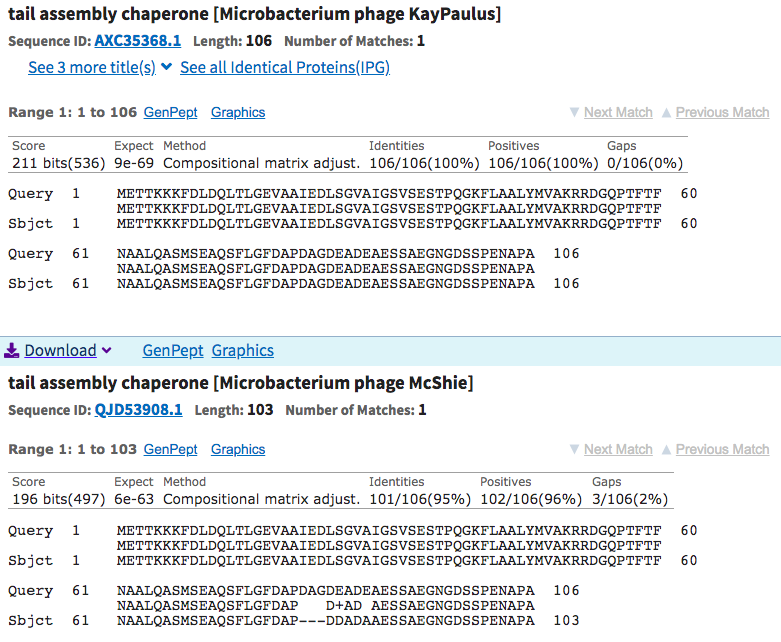 tail assembly chaperone [Microbacterium phage KayPaulus]
Sequence ID: AXC35368.1 Length: 106 Number of Matches: 1
See 3 more title(s) See all Identical Proteins(IPG)
Range 1: 1 to 106 GenPept Graphics ▼ Next Match ▲ Previous Match
Score Expect Method Identities Positives Gaps
211 bits(536) 9e-69 Compositional matrix adjust. 106/106(100%) 106/106(100%) 0/106(0%)
Query 1 METTKKKFDLDQLTLGEVAAIEDLSGVAIGSVSESTPQGKFLAALYMVAKRRDGQPTFTF 60
METTKKKFDLDQLTLGEVAAIEDLSGVAIGSVSESTPQGKFLAALYMVAKRRDGQPTFTF
Sbjct 1 METTKKKFDLDQLTLGEVAAIEDLSGVAIGSVSESTPQGKFLAALYMVAKRRDGQPTFTF 60
Query 61 NAALQASMSEAQSFLGFDAPDAGDEADEAESSAEGNGDSSPENAPA 106
NAALQASMSEAQSFLGFDAPDAGDEADEAESSAEGNGDSSPENAPA
Sbjct 61 NAALQASMSEAQSFLGFDAPDAGDEADEAESSAEGNGDSSPENAPA 106
Download GenPept Graphics
tail assembly chaperone [Microbacterium phage McShie]
Sequence ID: QJD53908.1 Length: 103 Number of Matches: 1
Range 1: 1 to 103 GenPept Graphics ▼ Next Match ▲ Previous Match
Score Expect Method Identities Positives Gaps
196 bits(497) 6e-63 Compositional matrix adjust. 101/106(95%) 102/106(96%) 3/106(2%)
Query 1 METTKKKFDLDQLTLGEVAAIEDLSGVAIGSVSESTPQGKFLAALYMVAKRRDGQPTFTF 60
METTKKKFDLDQLTLGEVAAIEDLSGVAIGSVSESTPQGKFLAALYMVAKRRDGQPTFTF
Sbjct 1 METTKKKFDLDQLTLGEVAAIEDLSGVAIGSVSESTPQGKFLAALYMVAKRRDGQPTFTF 60
Query 61 NAALQASMSEAQSFLGFDAPDAGDEADEAESSAEGNGDSSPENAPA 106
NAALQASMSEAQSFLGFDAP   D+AD AESSAEGNGDSSPENAPA
Sbjct 61 NAALQASMSEAQSFLGFDAP---DDADAAESSAEGNGDSSPENAPA 103